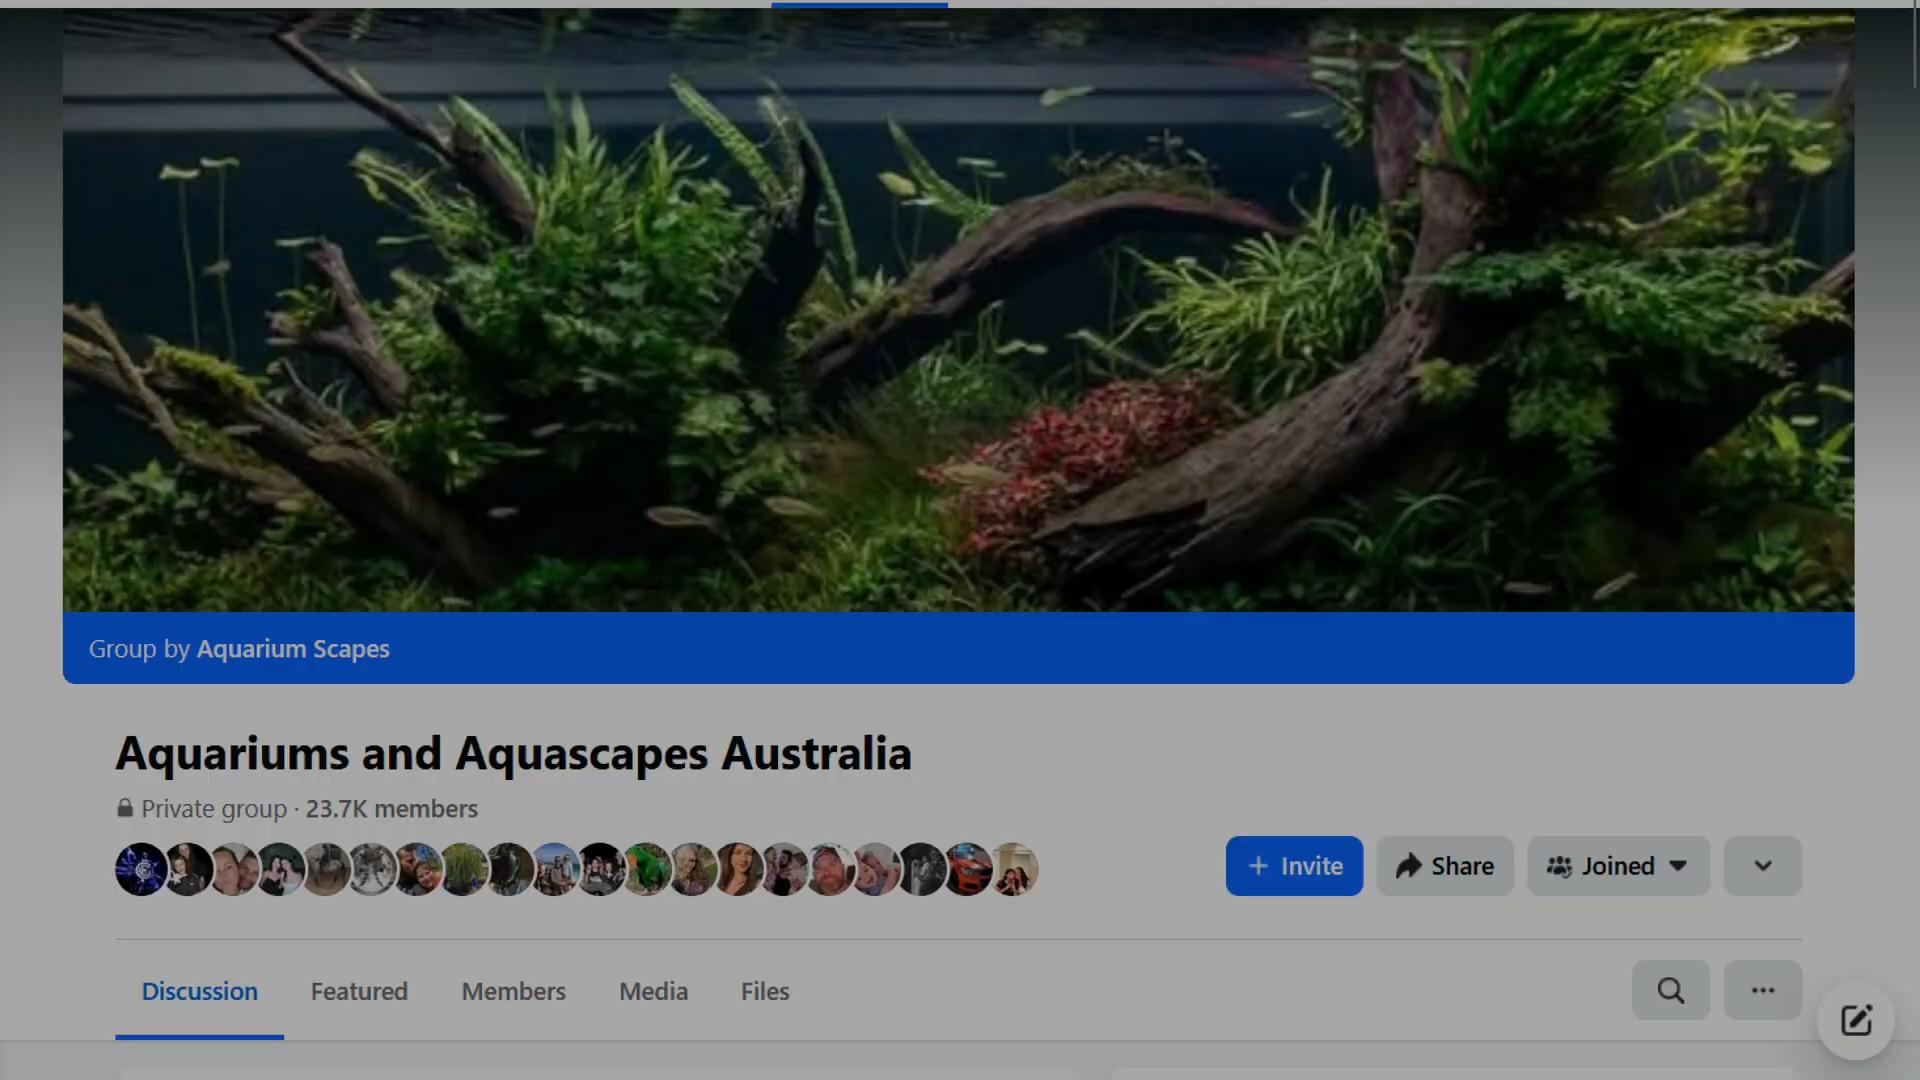 Group by Aquarium Scapes
Aquariums and Aquascapes Australia
Private group · 23.7K members
+ Invite
Share
Joined
Discussion
Featured
Members
Media
Files